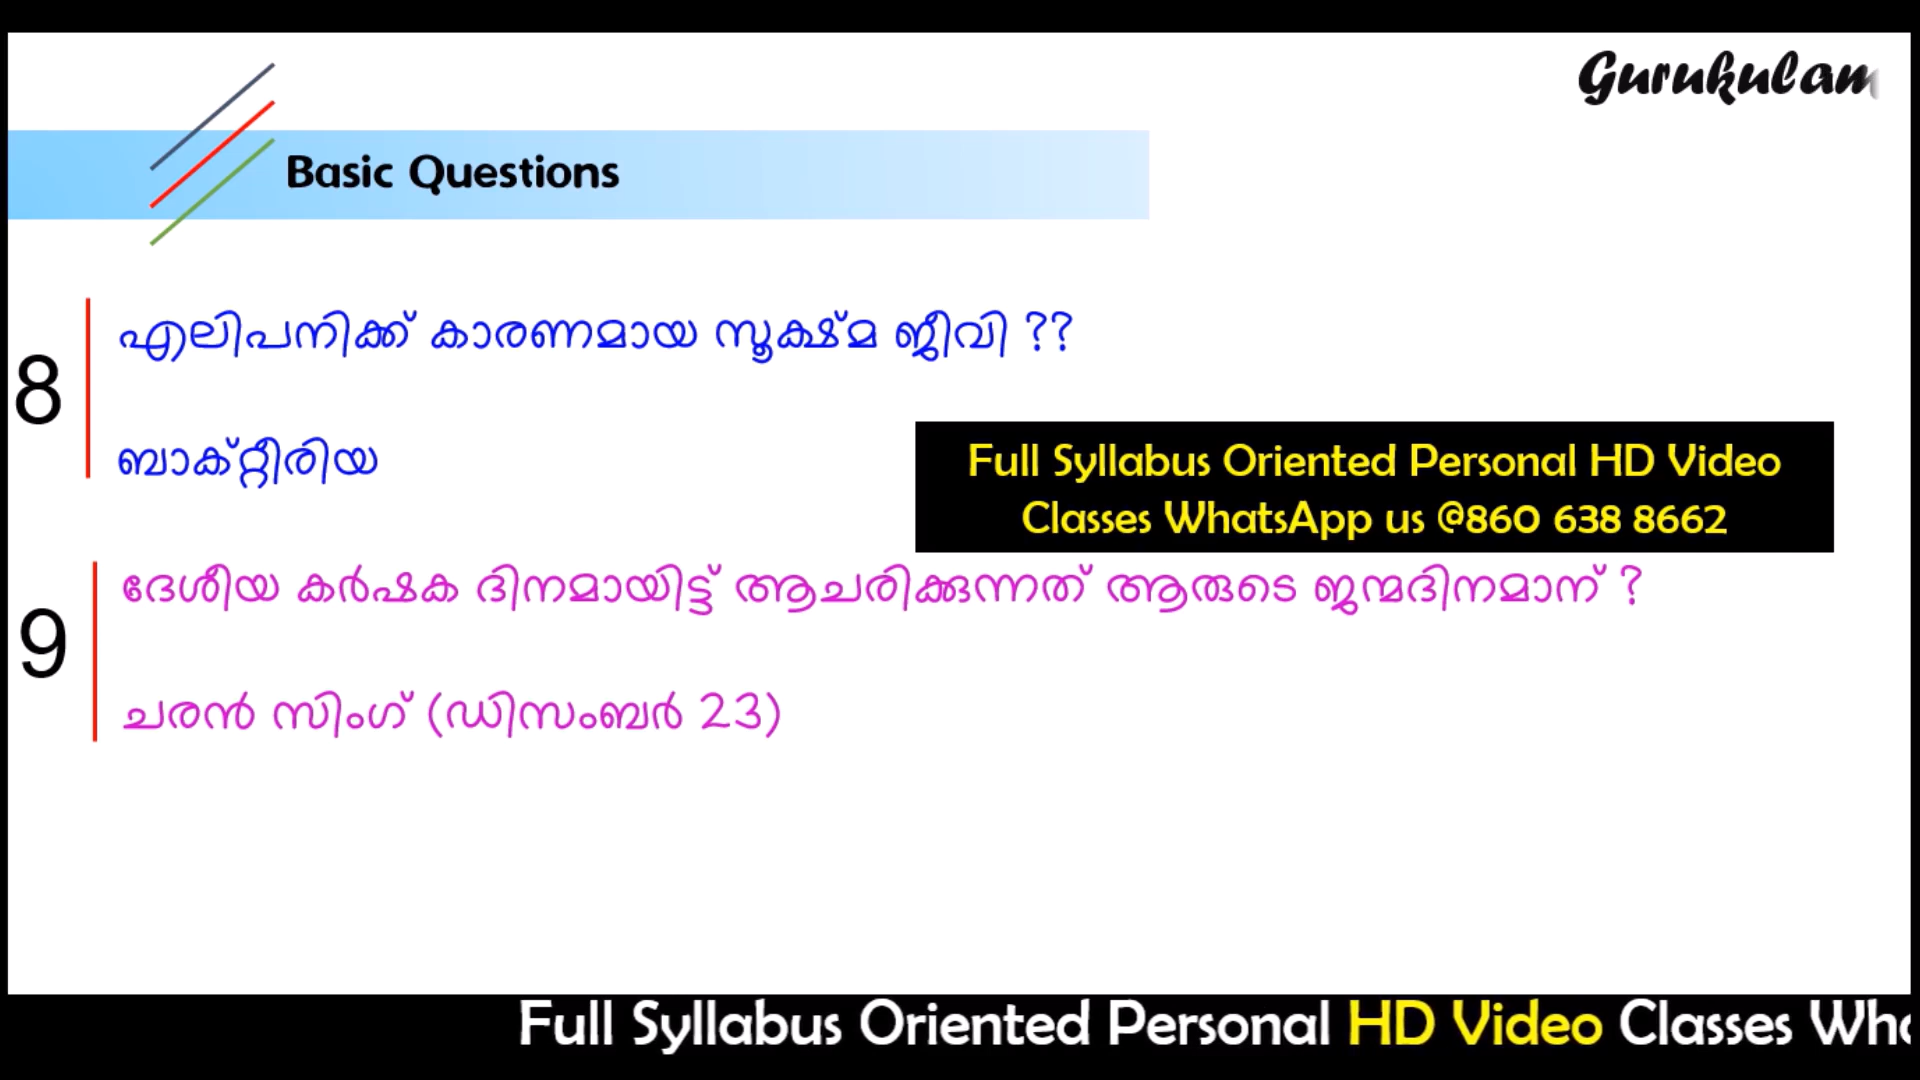 Gurukulam
Basic Questions
8
എലിപനിക്ക് കാരണമായ സൂക്ഷ്മ ജീവി ??
ബാക്റ്റീരിയ
Full Syllabus Oriented Personal HD Video
Classes WhatsApp us @860 638 8662
9
ദേശീയ കർഷക ദിനമായിട്ട് ആചരിക്കുന്നത് ആരുടെ ജന്മദിനമാന് ?
ചരൻ സിംഗ് (ഡിസംബർ 23)
Full Syllabus Oriented Personal HD Video Classes